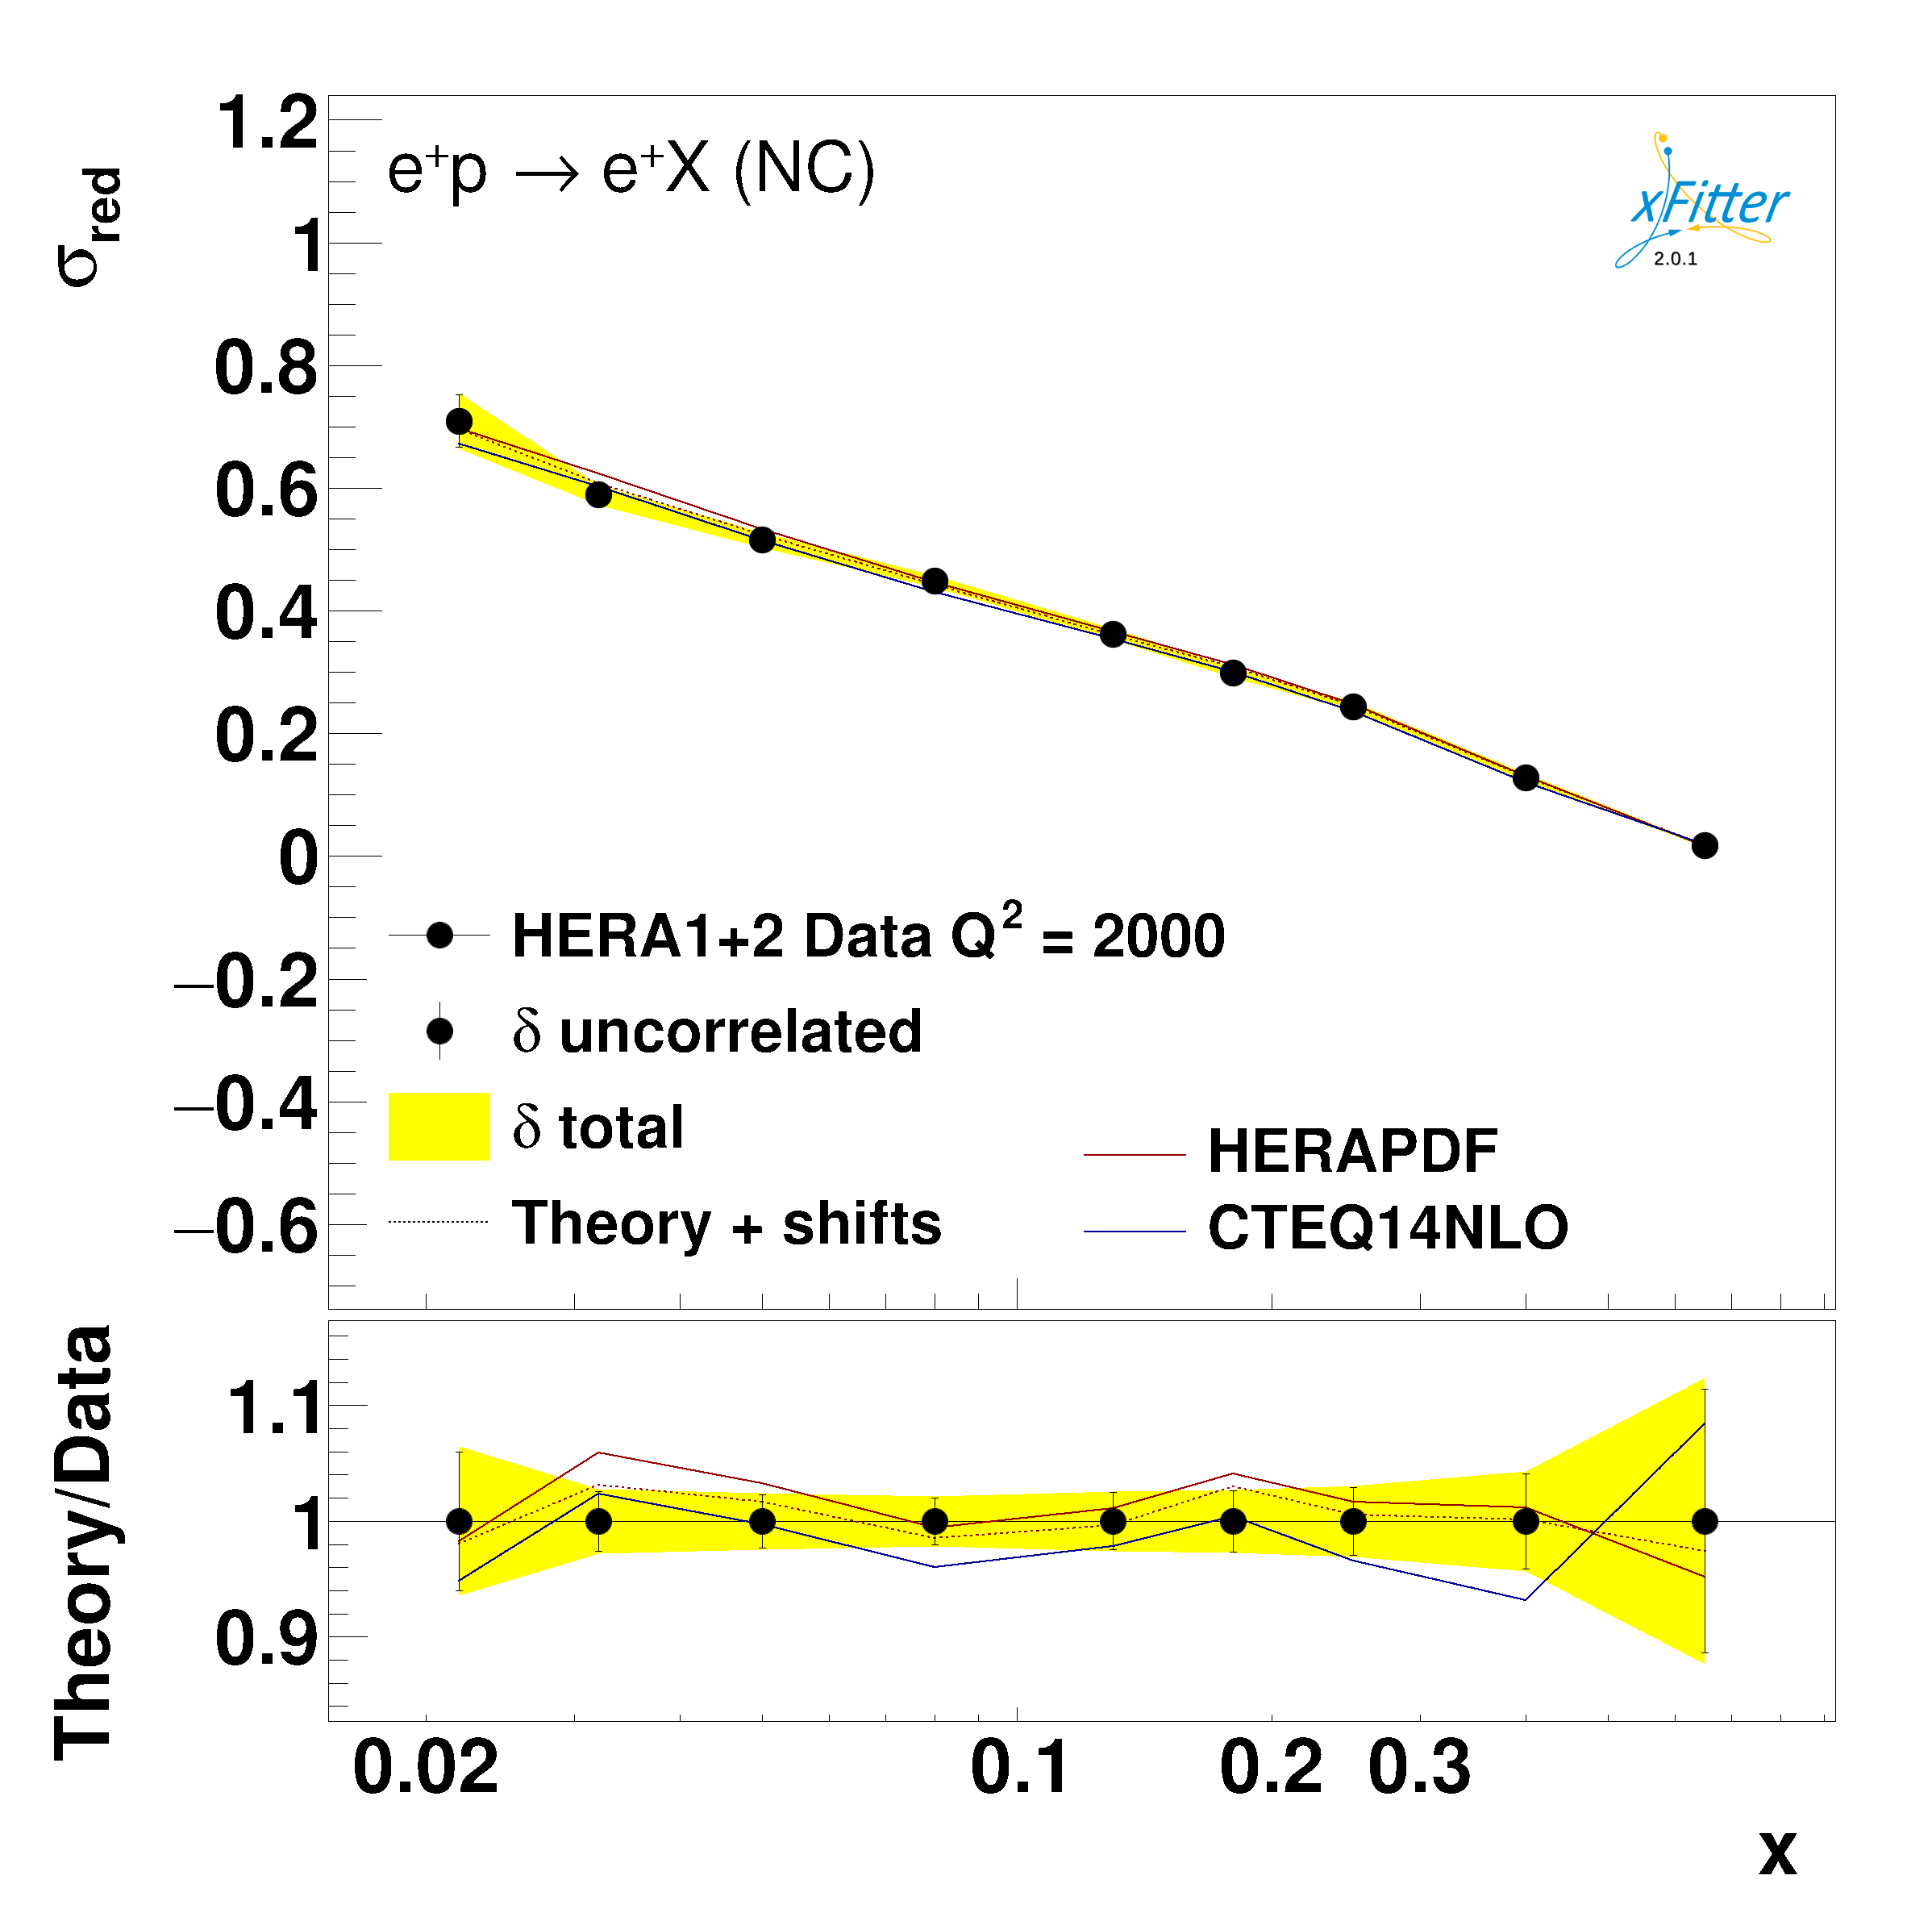 σred
1.2
1
0.8
0.6
0.4
0.2
0
−0.2
−0.4
−0.6
e+p → e+X (NC)
xFitter
2.0.1
HERA1+2 Data Q2 = 2000
δ uncorrelated
δ total
Theory + shifts
HERAPDF
CTEQ14NLO
Theory/Data
1.1
1
0.9
0.02 0.1 0.2 0.3
x